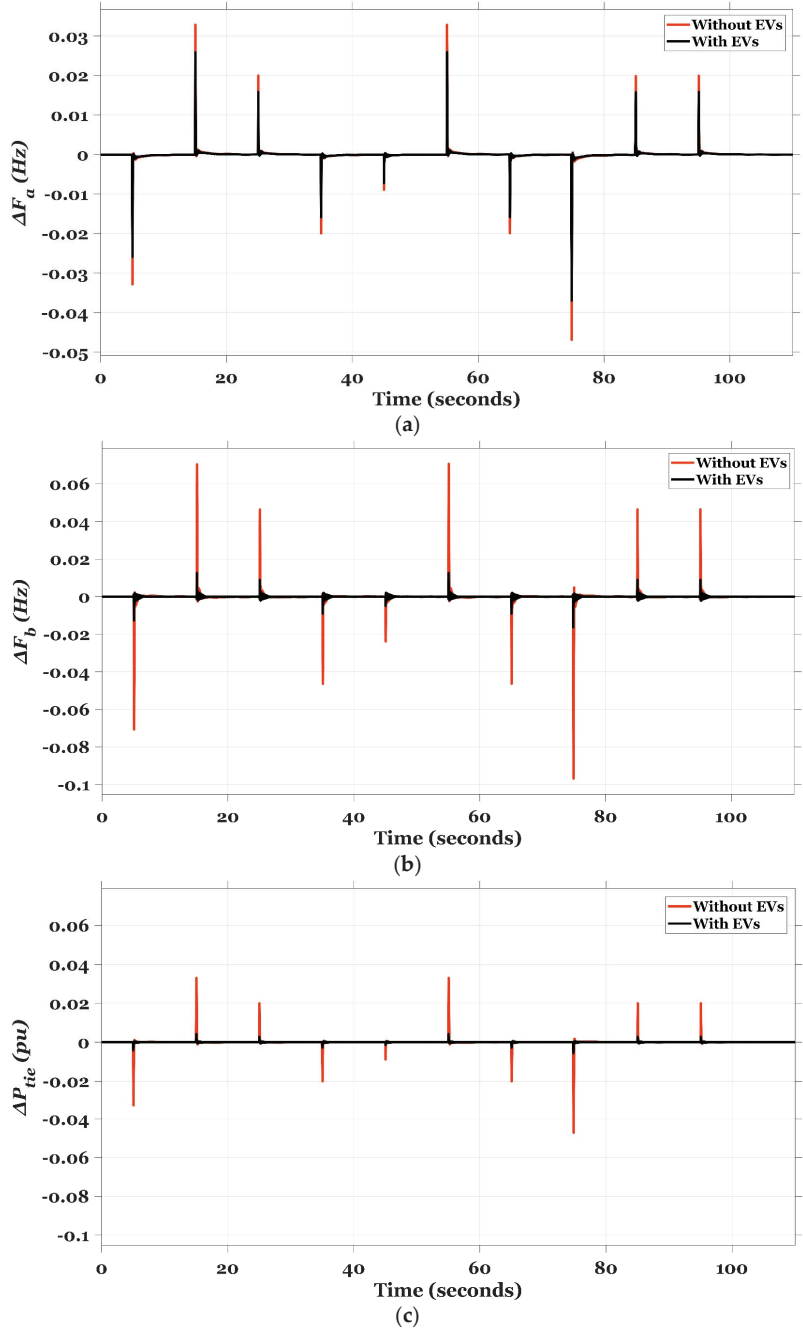 Without EVs
With EVs
0.03
0.02
0.01
0
-0.01
-0.02
-0.03
-0.04
-0.05
ΔF_a (Hz)
0 20 40 60 80 100
Time (seconds)
(a)
Without EVs
With EVs
0.06
0.04
0.02
0
-0.02
-0.04
-0.06
-0.08
-0.1
ΔF_b (Hz)
0 20 40 60 80 100
Time (seconds)
(b)
Without EVs
With EVs
0.06
0.04
0.02
0
-0.02
-0.04
-0.06
-0.08
-0.1
ΔP_tie (pu)
0 20 40 60 80 100
Time (seconds)
(c)